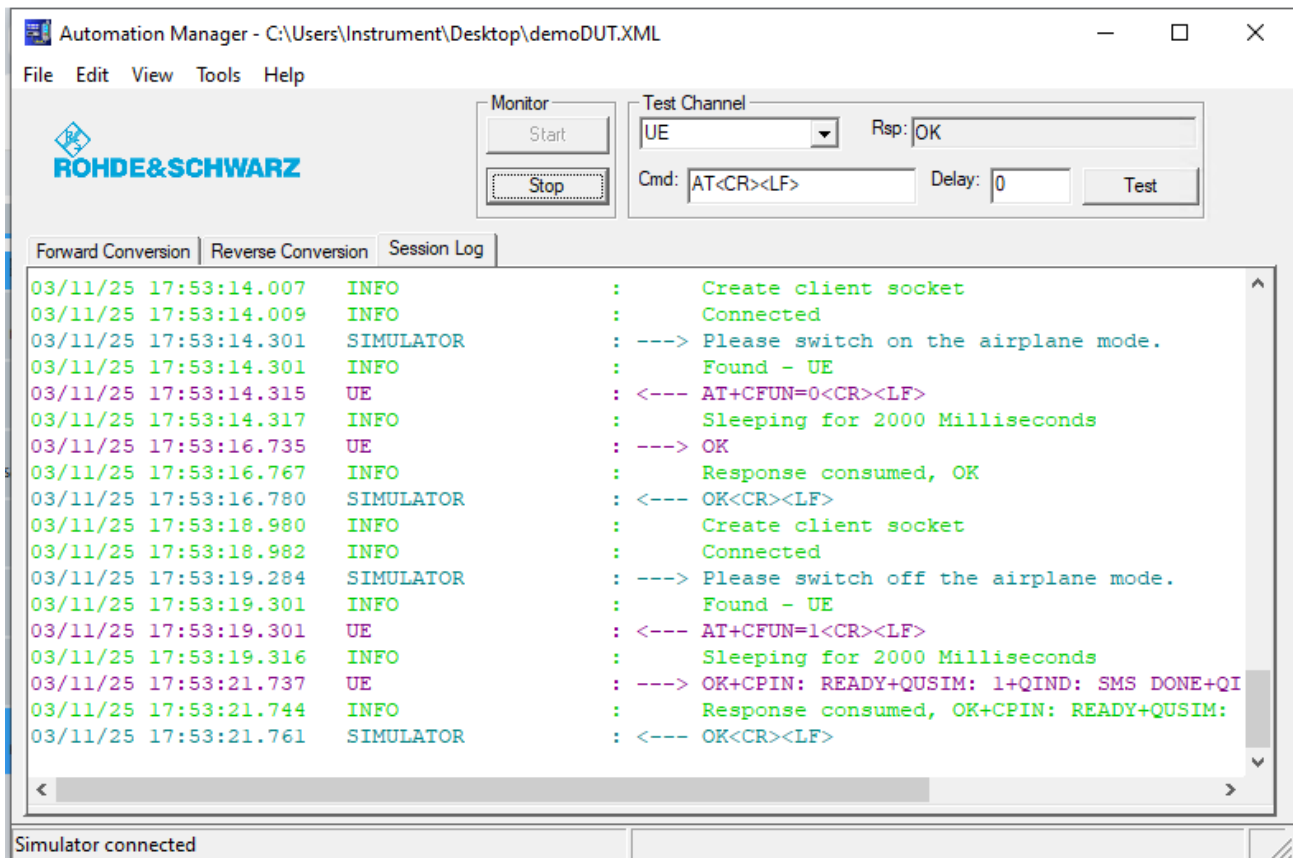 Automation Manager - C:\Users\Instrument\Desktop\demoDUT.XML
File Edit View Tools Help
Monitor
Start
Stop
Test Channel
UE
Rsp: OK
Cmd: AT<CR><LF>
Delay: 0
Test
ROHDE&SCHWARZ
Forward Conversion Reverse Conversion Session Log
03/11/25 17:53:14.007 INFO : Create client socket
03/11/25 17:53:14.009 INFO : Connected
03/11/25 17:53:14.301 SIMULATOR : ---> Please switch on the airplane mode.
03/11/25 17:53:14.301 INFO : Found - UE
03/11/25 17:53:14.315 UE : <--- AT+CFUN=0<CR><LF>
03/11/25 17:53:14.317 INFO : Sleeping for 2000 Milliseconds
03/11/25 17:53:16.735 UE : ---> OK
03/11/25 17:53:16.767 INFO : Response consumed, OK
03/11/25 17:53:16.780 SIMULATOR : <--- OK<CR><LF>
03/11/25 17:53:18.980 INFO : Create client socket
03/11/25 17:53:18.982 INFO : Connected
03/11/25 17:53:19.284 SIMULATOR : ---> Please switch off the airplane mode.
03/11/25 17:53:19.301 INFO : Found - UE
03/11/25 17:53:19.301 UE : <--- AT+CFUN=1<CR><LF>
03/11/25 17:53:19.316 INFO : Sleeping for 2000 Milliseconds
03/11/25 17:53:21.737 UE : ---> OK+CPIN: READY+QUSIM: 1+QIND: SMS DONE+QI
03/11/25 17:53:21.744 INFO : Response consumed, OK+CPIN: READY+QUSIM:
03/11/25 17:53:21.761 SIMULATOR : <--- OK<CR><LF>
Simulator connected